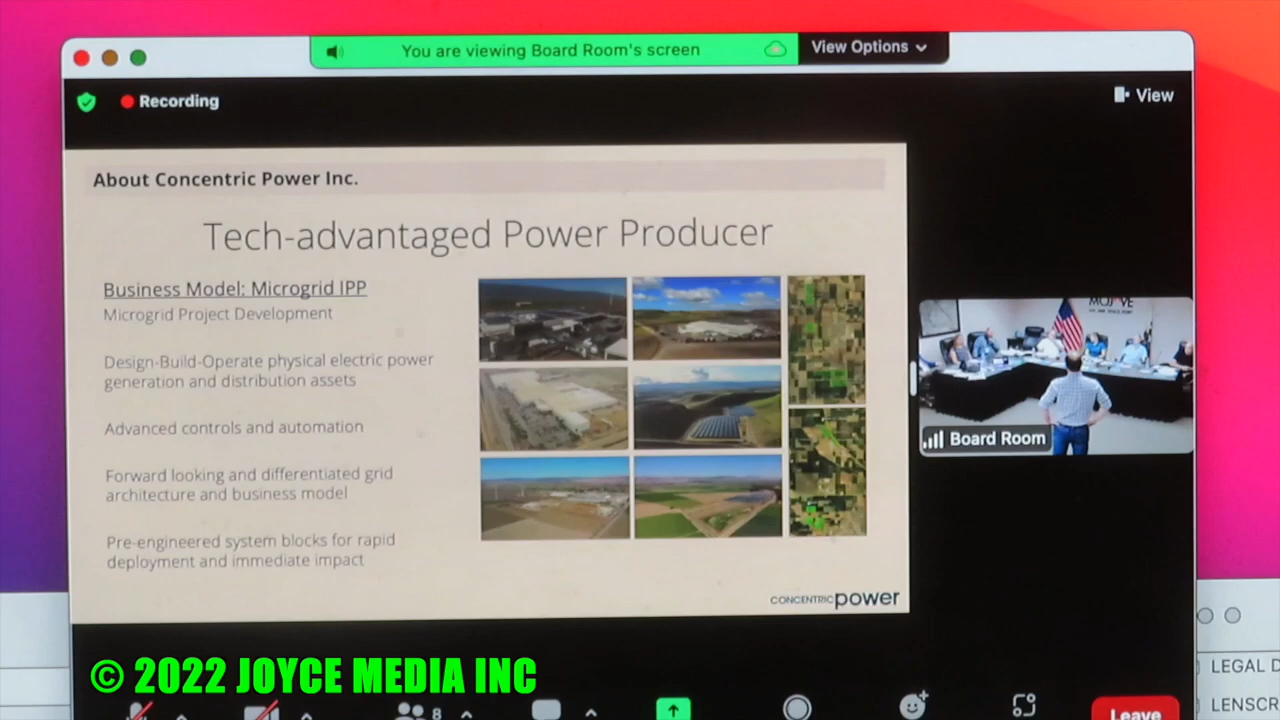 You are viewing Board Room's screen
View Options
Recording
View
About Concentric Power Inc.
Tech-advantaged Power Producer
Business Model: Microgrid IPP
Microgrid Project Development
Design-Build-Operate physical electric power
generation and distribution assets
Advanced controls and automation
Forward looking and differentiated grid
architecture and business model
Pre-engineered system blocks for rapid
deployment and immediate impact
CONCENTRIC power
MOJAVE
Board Room
© 2022 JOYCE MEDIA INC
8
Leave
LEGAL D
LENSCR